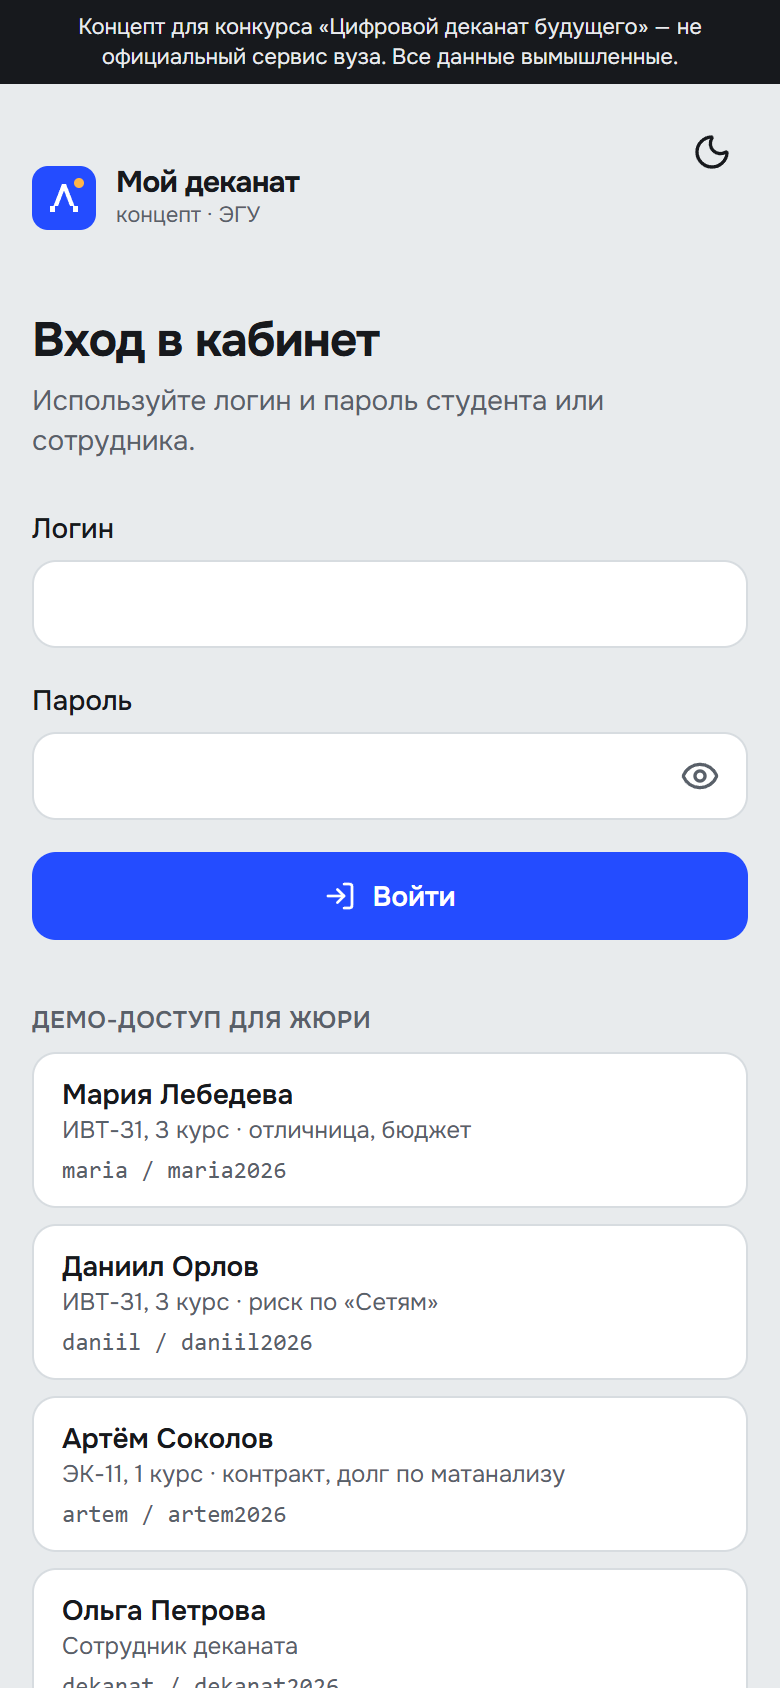 Концепт для конкурса «Цифровой деканат будущего» — не
официальный сервис вуза. Все данные вымышленные.
Мой деканат
концепт · ЭГУ
Вход в кабинет
Используйте логин и пароль студента или
сотрудника.
Логин
Пароль
Войти
ДЕМО-ДОСТУП ДЛЯ ЖЮРИ
Мария Лебедева
ИВТ-31, 3 курс · отличница, бюджет
maria / maria2026
Даниил Орлов
ИВТ-31, 3 курс · риск по «Сетям»
daniil / daniil2026
Артём Соколов
ЭК-11, 1 курс · контракт, долг по матанализу
artem / artem2026
Ольга Петрова
Сотрудник деканата
dekanat / dekanat2026